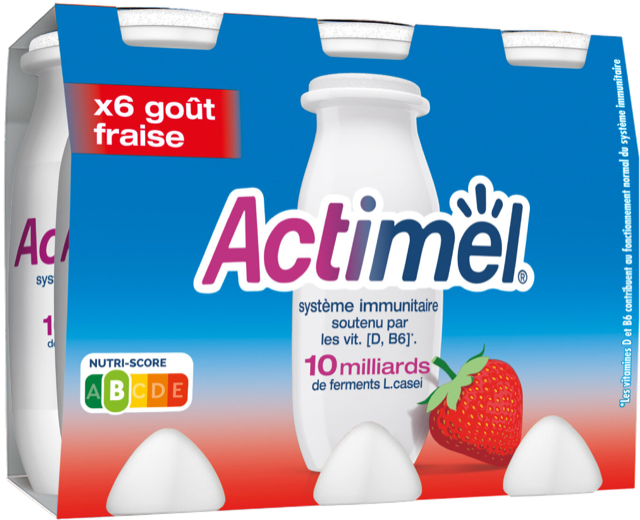 x6 goût
fraise
Actimel®
système immunitaire
soutenu par
les vit. [D, B6]*.
10 milliards
de ferments L.casei
NUTRI-SCORE
A B C D E
*Les vitamines D et B6 contribuent au fonctionnement normal du système immunitaire
Ac
sys
1
de